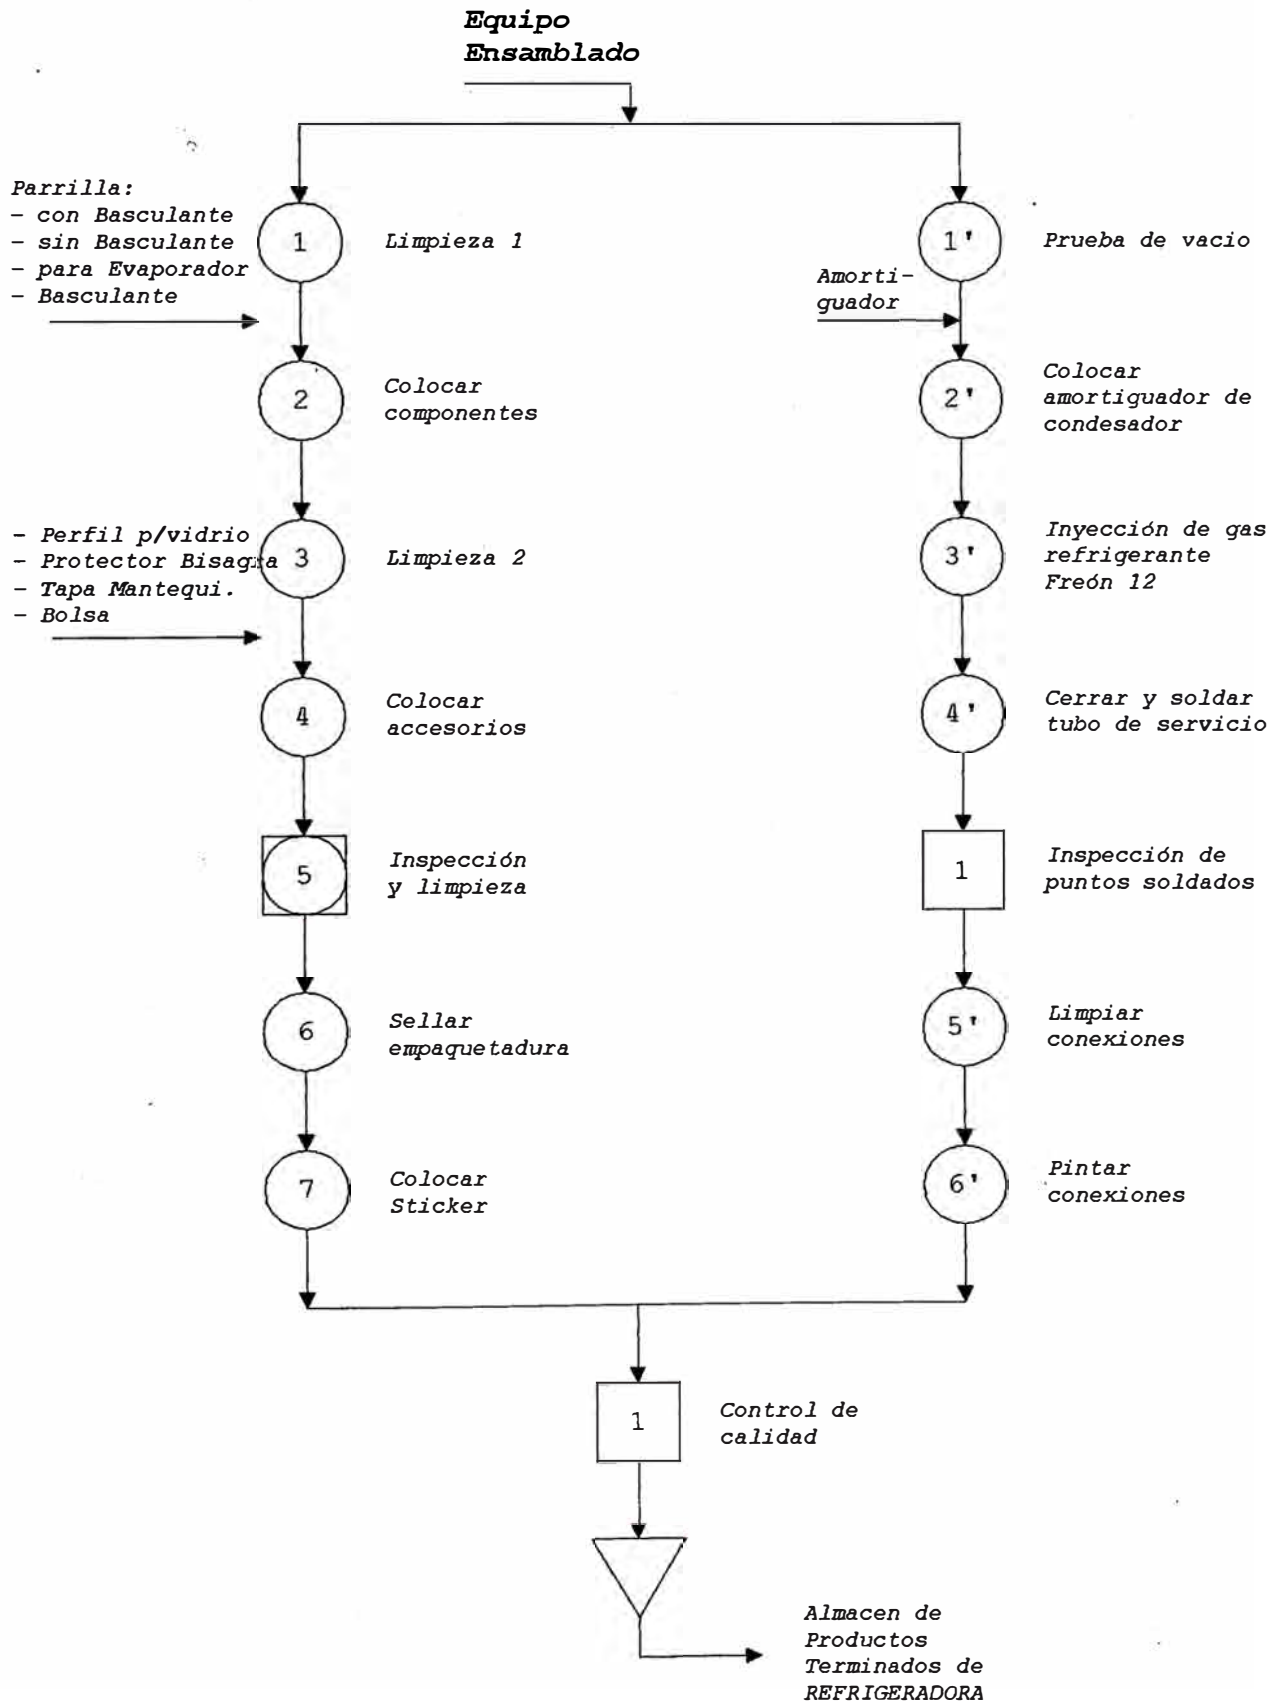 Equipo
Ensamblado
Parrilla:
- con Basculante
- sin Basculante
- para Evaporador
- Basculante
1
Limpieza 1
1'
Prueba de vacio
Amorti-
guador
2
Colocar
componentes
2'
Colocar
amortiguador de
condesador
- Perfil p/vidrio
- Protector Bisagra
- Tapa Mantequi.
- Bolsa
3
Limpieza 2
3'
Inyección de gas
refrigerante
Freón 12
4
Colocar
accesorios
4'
Cerrar y soldar
tubo de servicio
5
Inspección
y limpieza
1
Inspección de
puntos soldados
6
Sellar
empaquetadura
5'
Limpiar
conexiones
7
Colocar
Sticker
6'
Pintar
conexiones
1
Control de
calidad
Almacen de
Productos
Terminados de
REFRIGERADORA